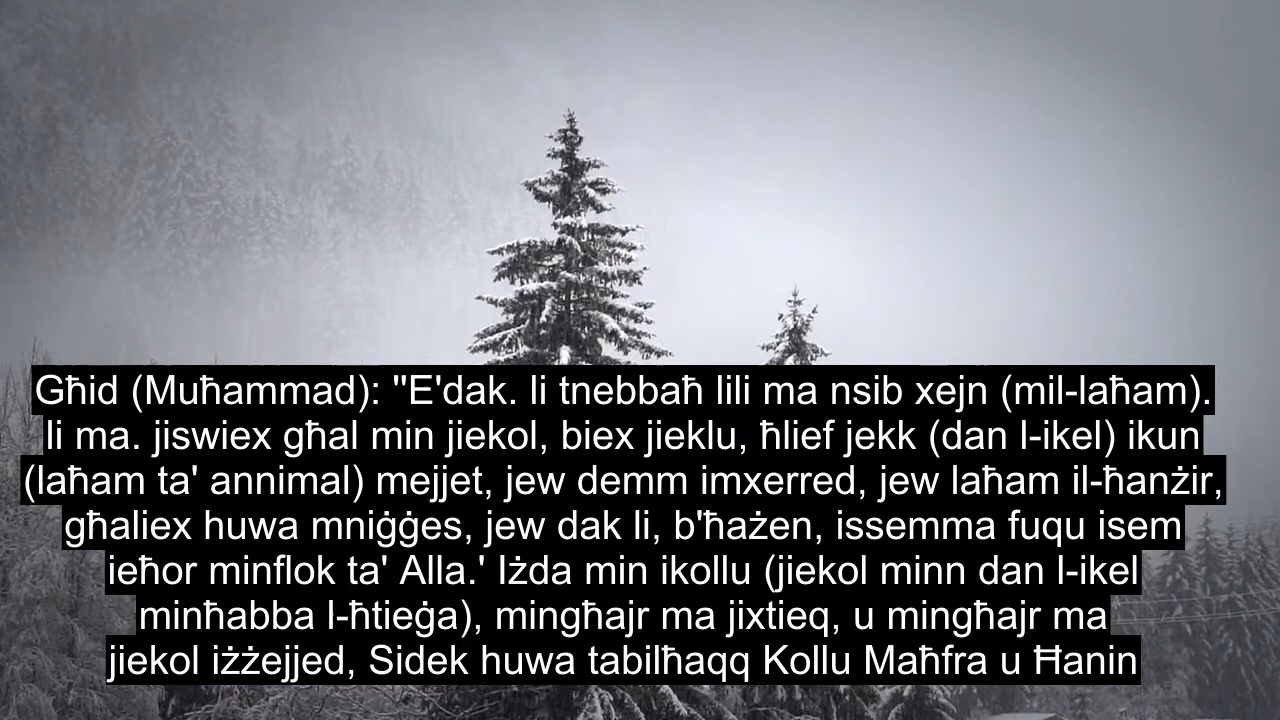 Għid (Muħammad): "E'dak. li tnebbaħ lili ma nsib xejn (mil-laħam).
li ma. jiswiex għal min jiekol, biex jieklu, ħlief jekk (dan l-ikel) ikun
(laħam ta' annimal) mejjet, jew demm imxerred, jew laħam il-ħanżir,
għaliex huwa mniġġes, jew dak li, b'ħażen, issemma fuqu isem
ieħor minflok ta' Alla.' Iżda min ikollu (jiekol minn dan l-ikel
minħabba l-ħtieġa), mingħajr ma jixtieq, u mingħajr ma
jiekol iżżejjed, Sidek huwa tabilħaqq Kollu Maħfra u Ħanin